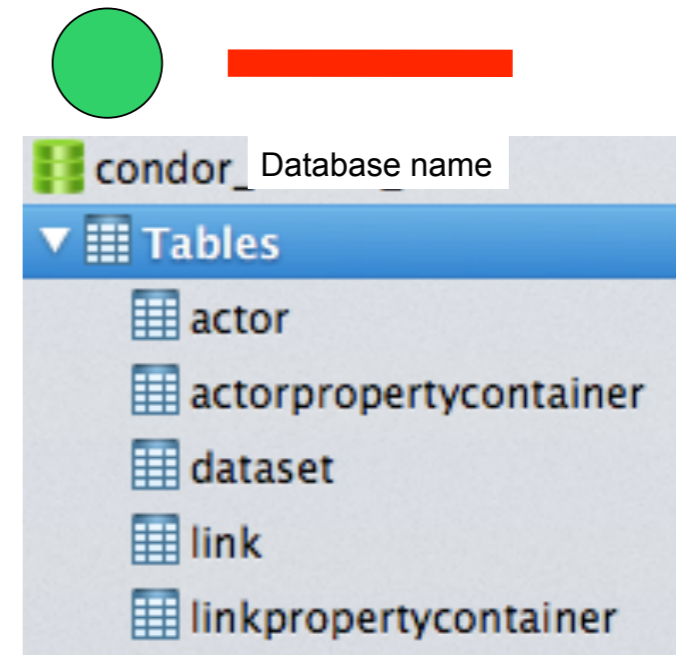 condor_ Database name
Tables
actor
actorpropertycontainer
dataset
link
linkpropertycontainer